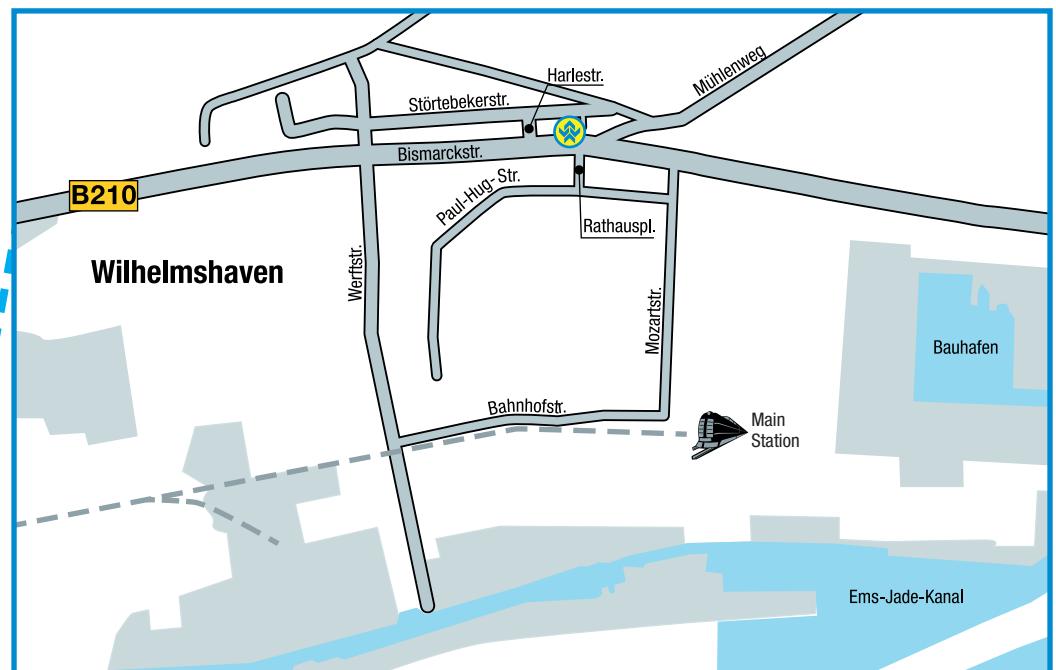 Mühlenweg
Harlestr.
Störtebekerstr.
Bismarckstr.
B210
Paul-Hug-Str.
Rathauspl.
Wilhelmshaven
Werftstr.
Mozartstr.
Bauhafen
Bahnhofstr.
Main
Station
Ems-Jade-Kanal